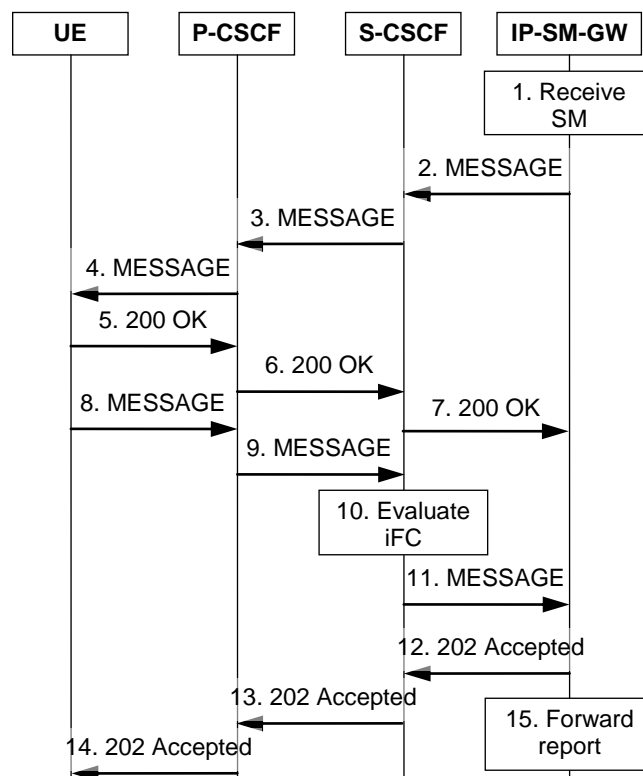 UE
P-CSCF
S-CSCF
IP-SM-GW
1. Receive
SM
2. MESSAGE
3. MESSAGE
4. MESSAGE
5. 200 OK
6. 200 OK
8. MESSAGE
7. 200 OK
9. MESSAGE
10. Evaluate
iFC
11. MESSAGE
12. 202 Accepted
13. 202 Accepted
15. Forward
report
14. 202 Accepted